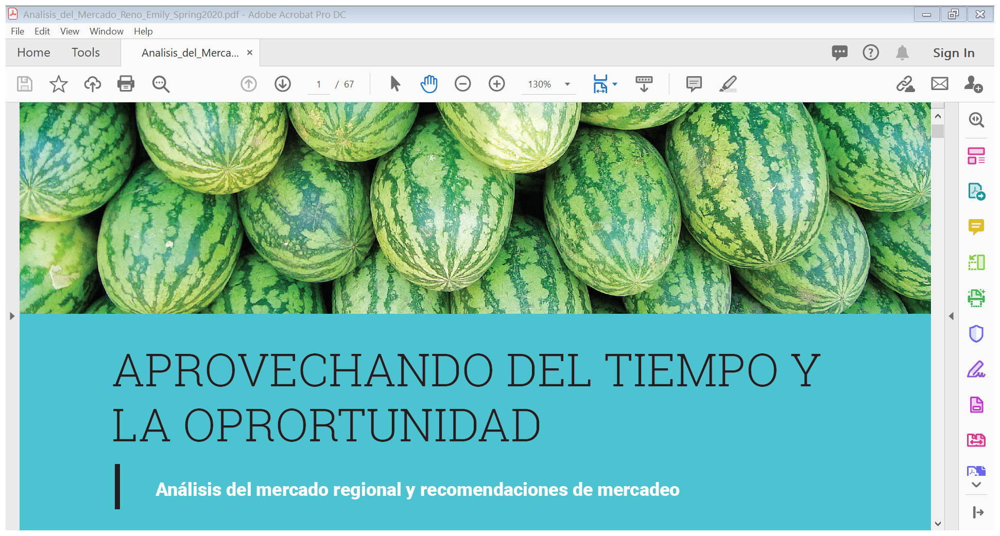 Analisis_del_Mercado_Reno_Emily_Spring2020.pdf - Adobe Acrobat Pro DC
File Edit View Window Help
Home Tools Analisis_del_Merca... × Sign In
1 / 67 130%
APROVECHANDO DEL TIEMPO Y
LA OPRORTUNIDAD
Análisis del mercado regional y recomendaciones de mercadeo